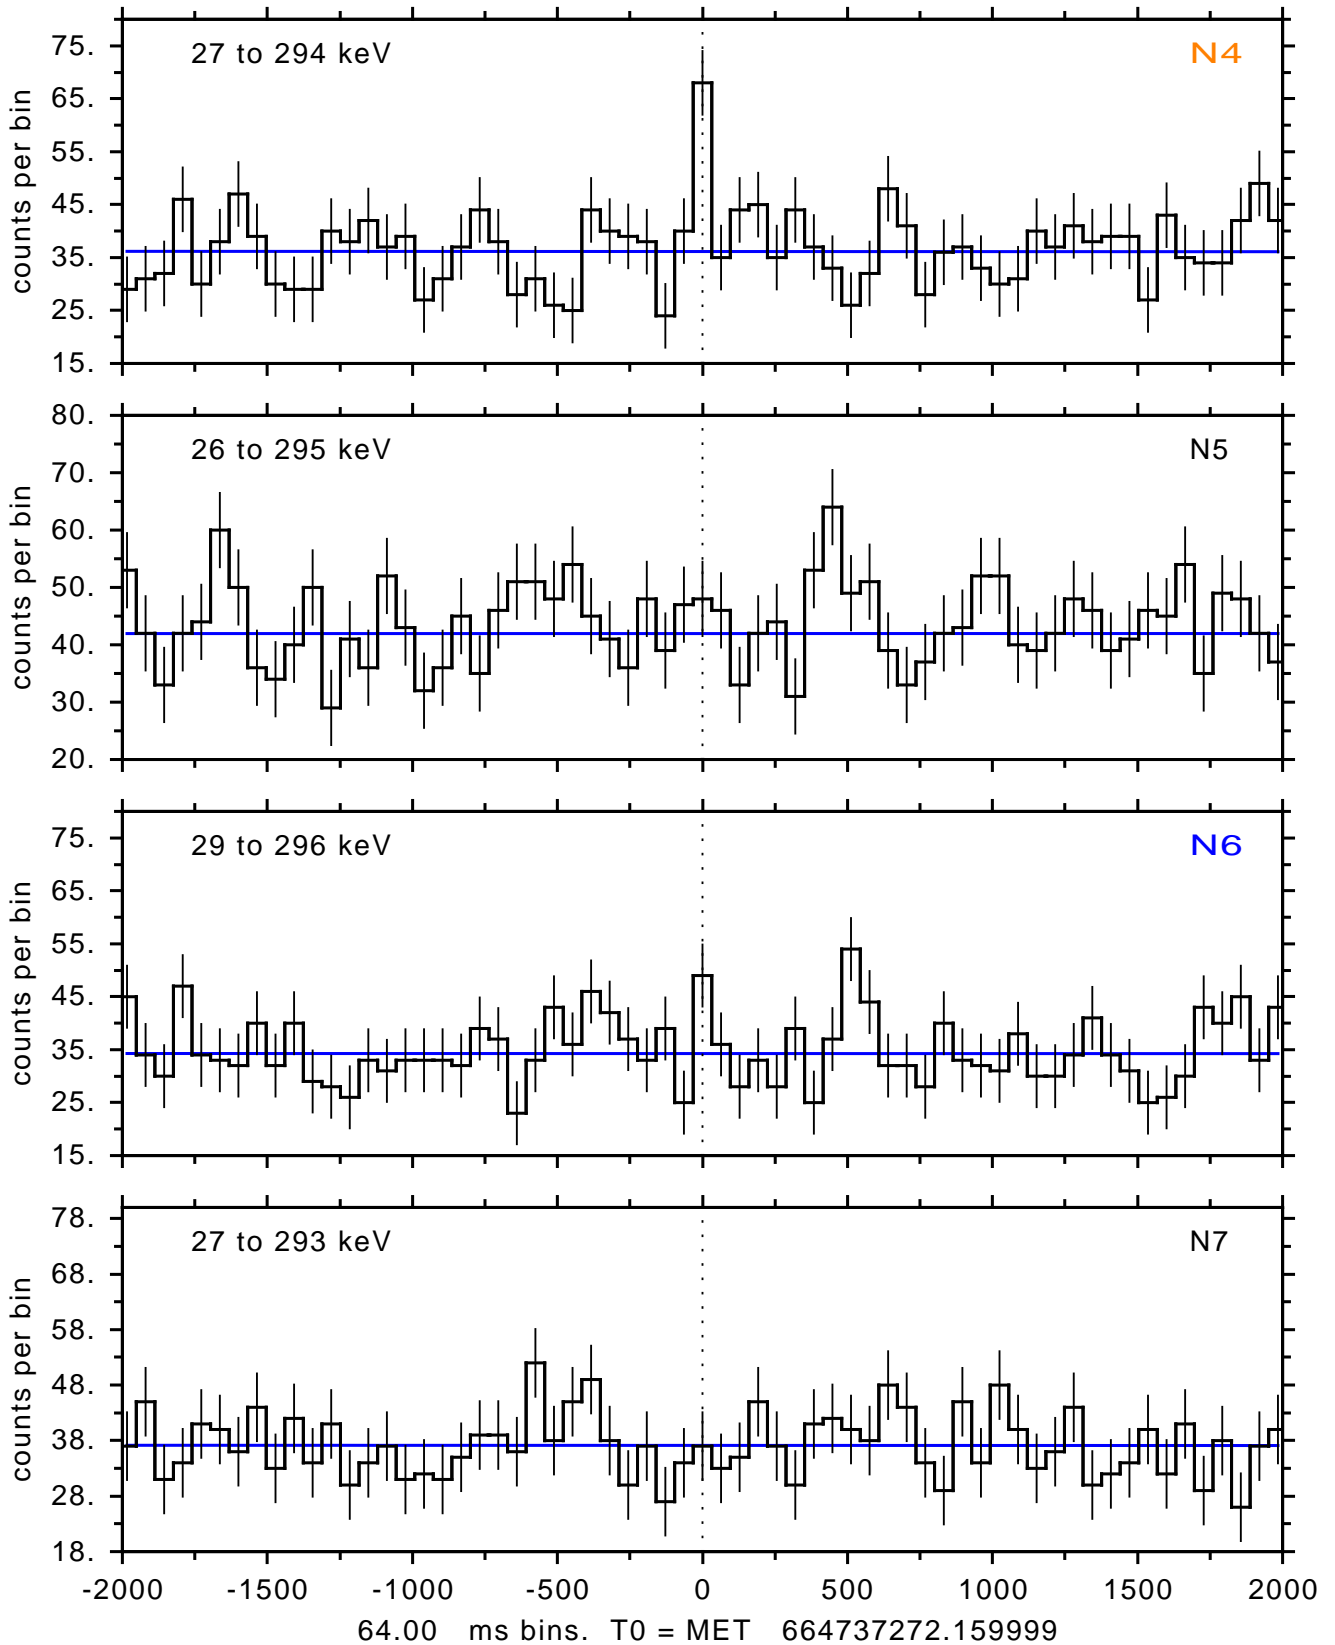 27 to 294 keV N4
75.
65.
55.
45.
35.
25.
15.
counts per bin
26 to 295 keV N5
80.
70.
60.
50.
40.
30.
20.
counts per bin
29 to 296 keV N6
75.
65.
55.
45.
35.
25.
15.
counts per bin
27 to 293 keV N7
78.
68.
58.
48.
38.
28.
18.
counts per bin
-2000 -1500 -1000 -500 0 500 1000 1500 2000
64.00 ms bins. T0 = MET 664737272.159999